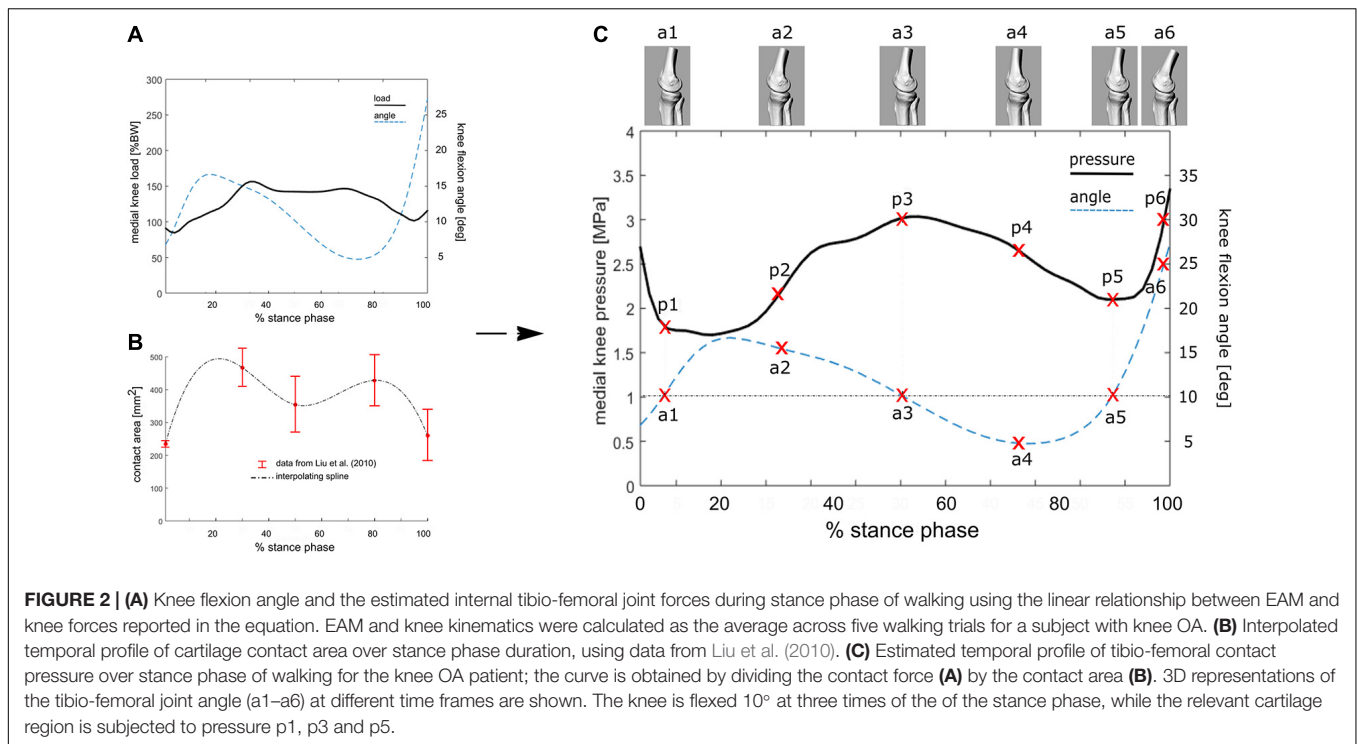 A
300
250
200
150
100
50
0
medial knee load [%BW]
load
angle
25
20
15
10
5
knee flexion angle [deg]
20 40 60 80 100
% stance phase
B
500
400
300
200
100
0
contact area [mm²]
data from Liu et al. (2010)
interpolating spline
20 40 60 80 100
% stance phase
C
a1 a2 a3 a4 a5 a6
4
3.5
3
2.5
2
1.5
1
0.5
0
medial knee pressure [MPa]
pressure
angle
35
30
25
21
15
10
5
knee flexion angle [deg]
p1 p2 p3 p4 p5 p6
a1 a2 a3 a4 a5 a6
0 20 40 60 80 100
% stance phase
FIGURE 2 | (A) Knee flexion angle and the estimated internal tibio-femoral joint forces during stance phase of walking using the linear relationship between EAM and
knee forces reported in the equation. EAM and knee kinematics were calculated as the average across five walking trials for a subject with knee OA. (B) Interpolated
temporal profile of cartilage contact area over stance phase duration, using data from Liu et al. (2010). (C) Estimated temporal profile of tibio-femoral contact
pressure over stance phase of walking for the knee OA patient; the curve is obtained by dividing the contact force (A) by the contact area (B). 3D representations of
the tibio-femoral joint angle (a1–a6) at different time frames are shown. The knee is flexed 10° at three times of the of the stance phase, while the relevant cartilage
region is subjected to pressure p1, p3 and p5.